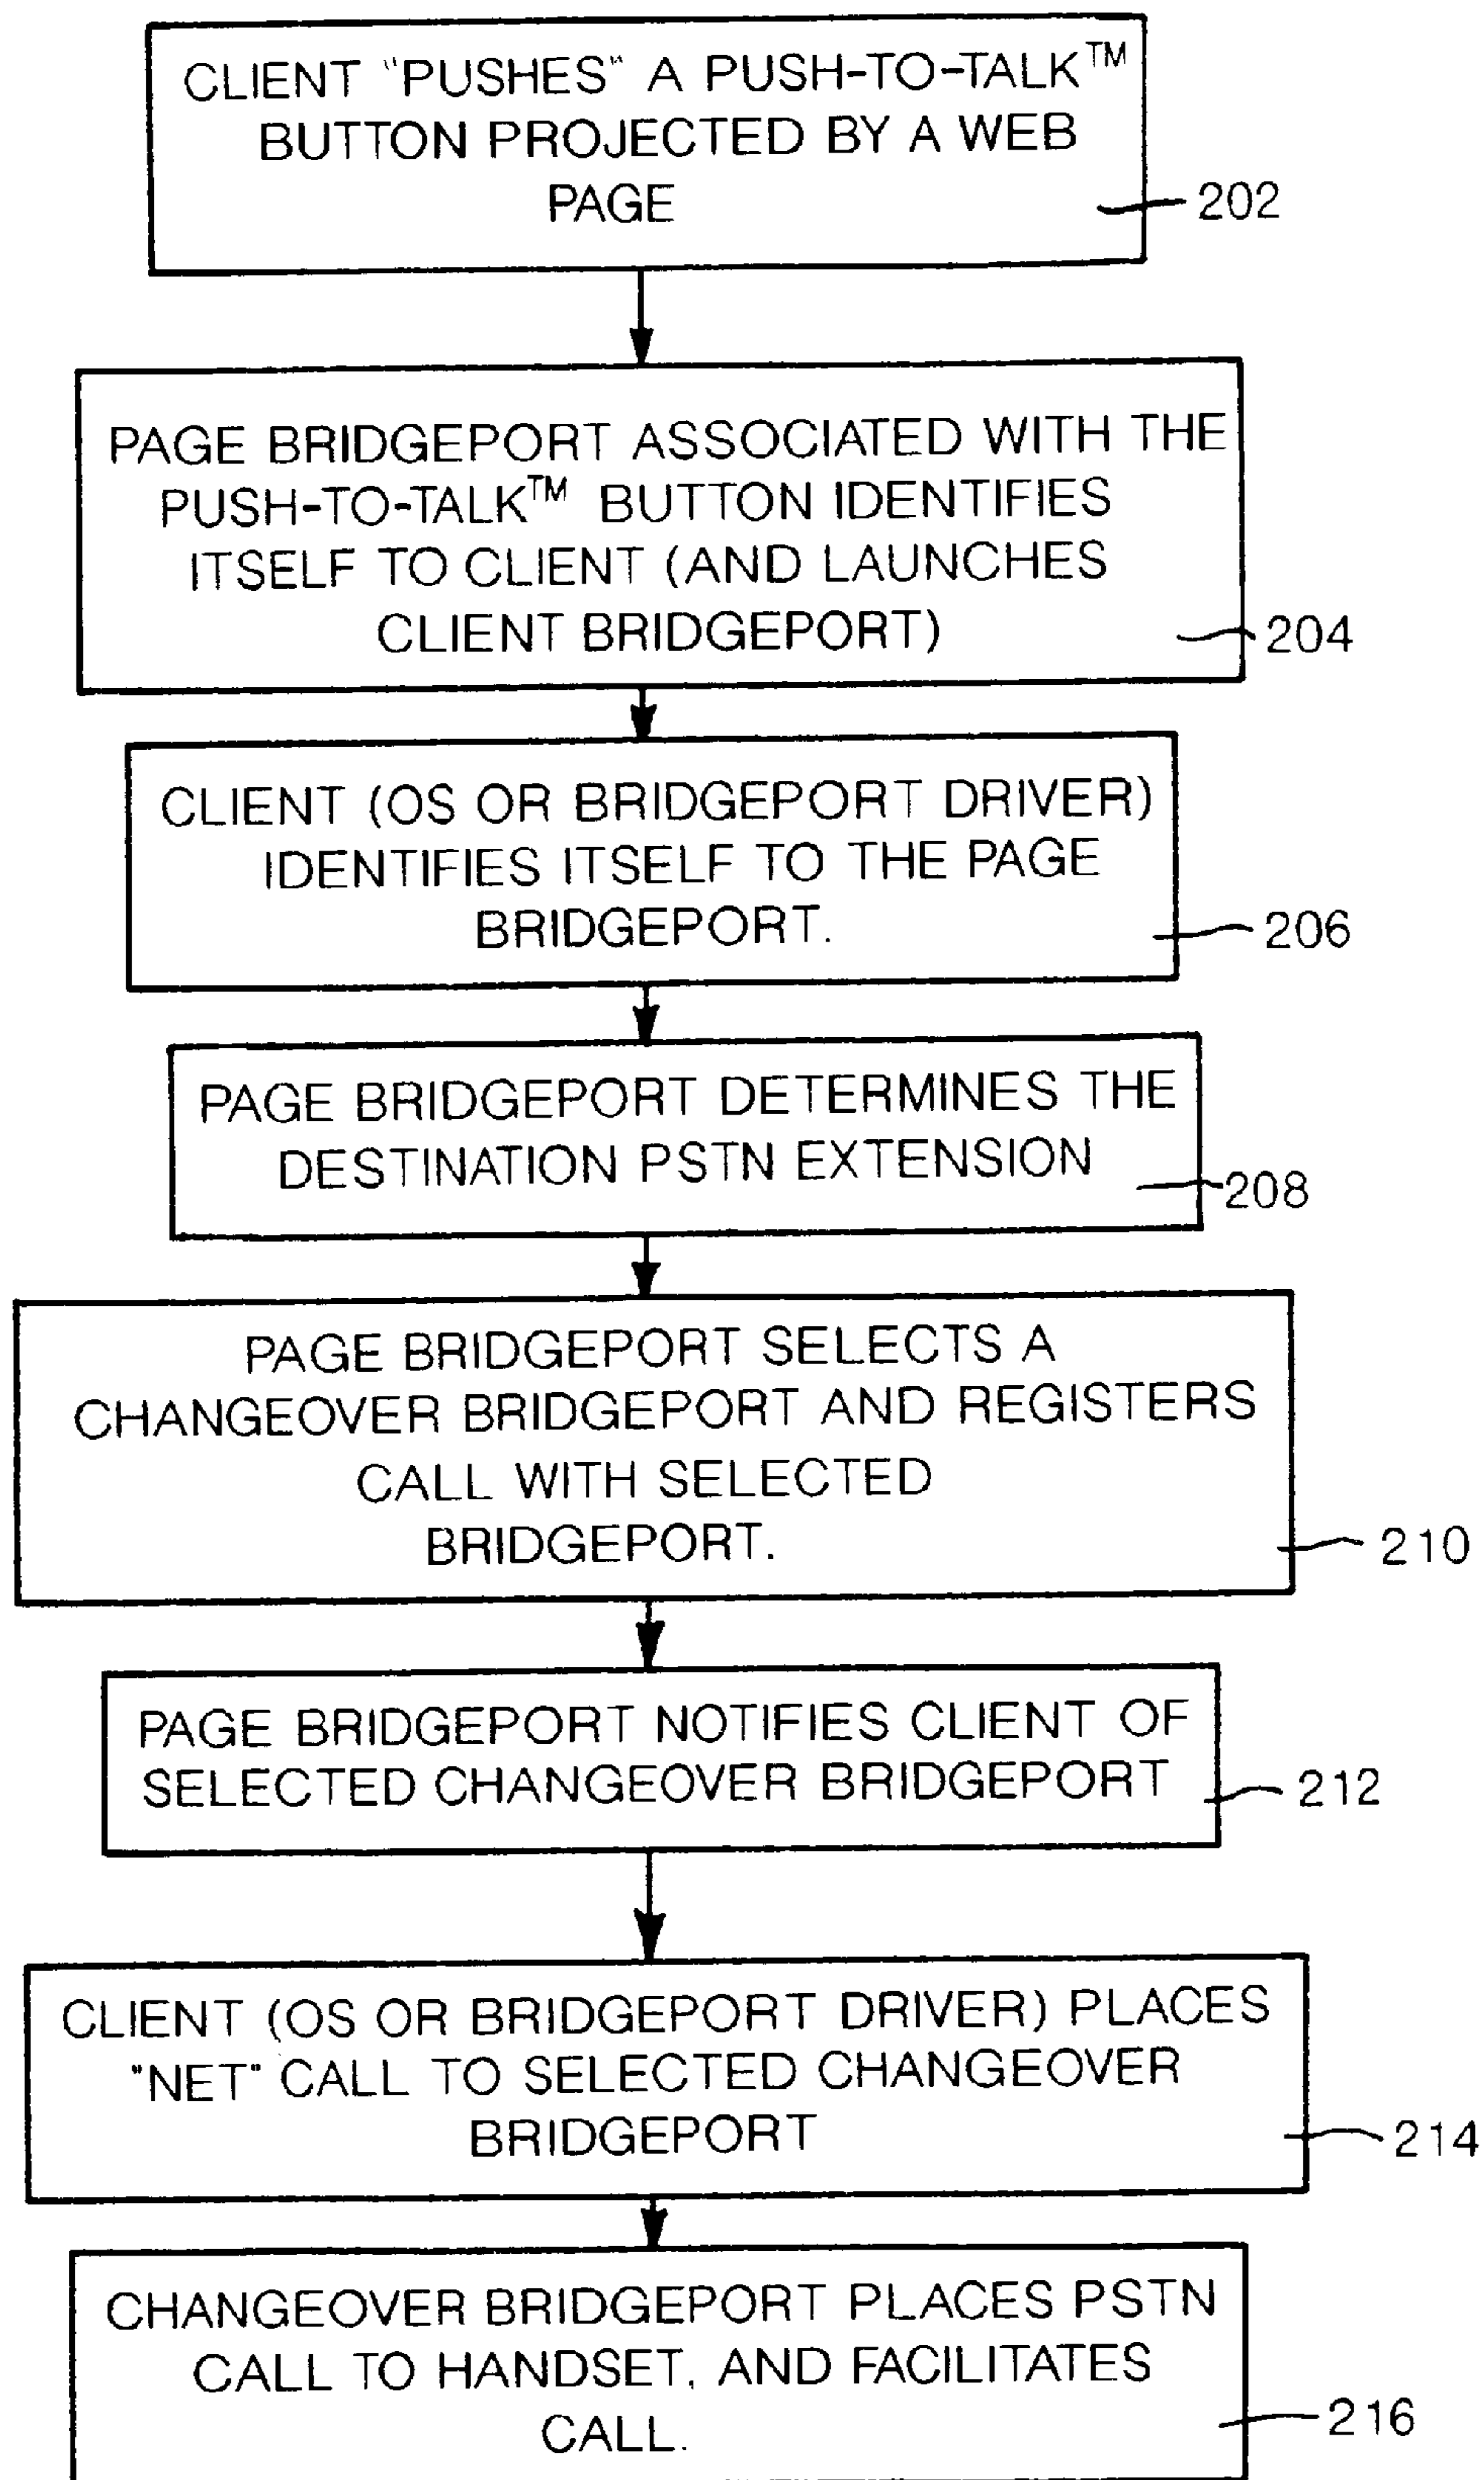 CLIENT "PUSHES" A PUSH-TO-TALK™
BUTTON PROJECTED BY A WEB
PAGE
202
PAGE BRIDGEPORT ASSOCIATED WITH THE
PUSH-TO-TALK™ BUTTON IDENTIFIES
ITSELF TO CLIENT (AND LAUNCHES
CLIENT BRIDGEPORT)
204
CLIENT (OS OR BRIDGEPORT DRIVER)
IDENTIFIES ITSELF TO THE PAGE
BRIDGEPORT.
206
PAGE BRIDGEPORT DETERMINES THE
DESTINATION PSTN EXTENSION
208
PAGE BRIDGEPORT SELECTS A
CHANGEOVER BRIDGEPORT AND REGISTERS
CALL WITH SELECTED
BRIDGEPORT.
210
PAGE BRIDGEPORT NOTIFIES CLIENT OF
SELECTED CHANGEOVER BRIDGEPORT
212
CLIENT (OS OR BRIDGEPORT DRIVER) PLACES
"NET" CALL TO SELECTED CHANGEOVER
BRIDGEPORT
214
CHANGEOVER BRIDGEPORT PLACES PSTN
CALL TO HANDSET, AND FACILITATES
CALL.
216